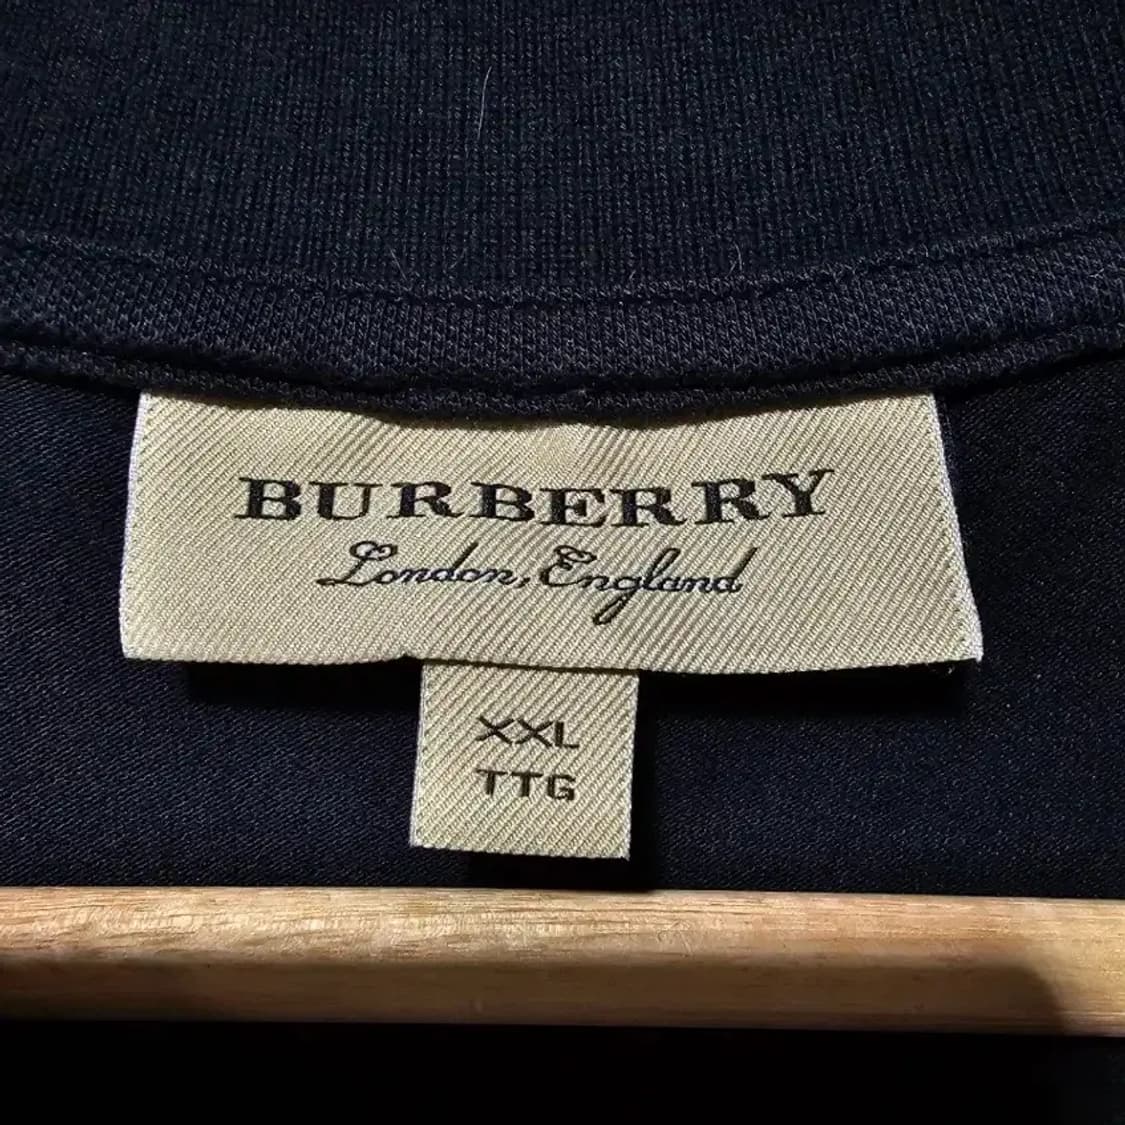 BURBERRY
London, England
XXL
TTG